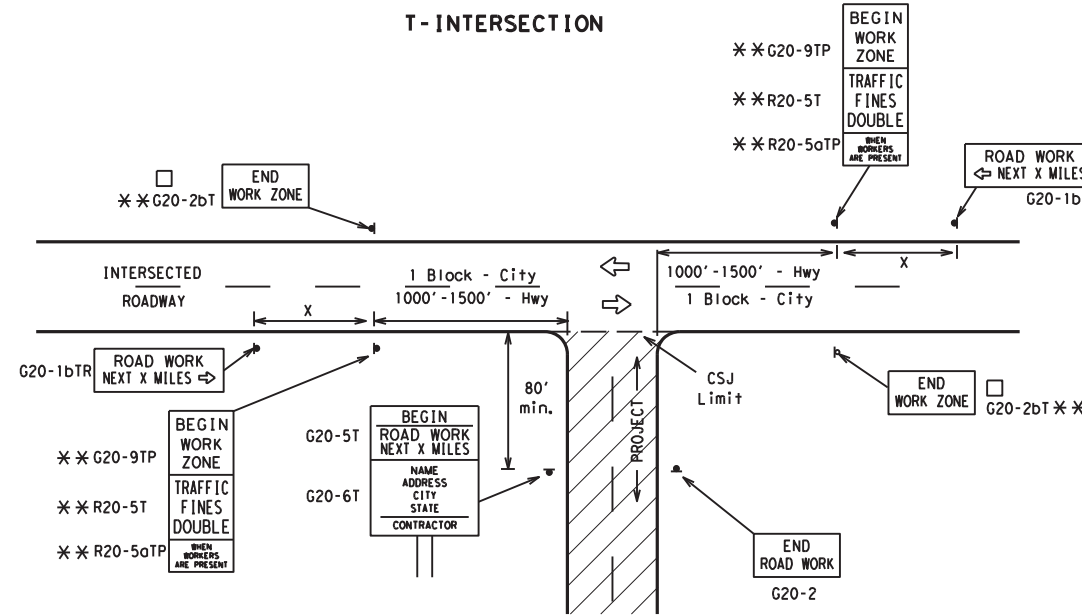 T-INTERSECTION
BEGIN
WORK
ZONE
TRAFFIC
FINES
DOUBLE
WHEN
WORKERS
ARE PRESENT
**G20-9TP
**R20-5T
**R20-5aTP
ROAD WORK
⇦ NEXT X MILES
G20-1b
□
**G20-2bT
END
WORK ZONE
INTERSECTED
ROADWAY
1 Block - City
1000'-1500' - Hwy
X
1000'-1500' - Hwy
1 Block - City
X
G20-1bTR
ROAD WORK
NEXT X MILES ⇨
80'
min.
CSJ
Limit
PROJECT
END
WORK ZONE
□
G20-2bT **
**G20-9TP
**R20-5T
**R20-5aTP
BEGIN
WORK
ZONE
TRAFFIC
FINES
DOUBLE
WHEN
WORKERS
ARE PRESENT
G20-5T
G20-6T
BEGIN
ROAD WORK
NEXT X MILES
NAME
ADDRESS
CITY
STATE
CONTRACTOR
END
ROAD WORK
G20-2